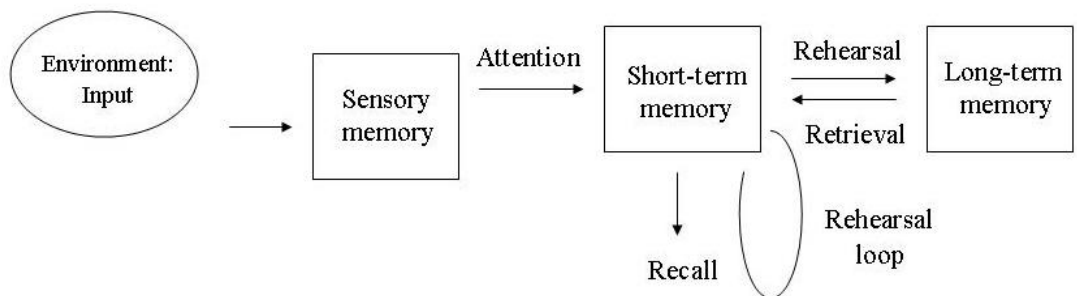 Environment:
Input
Sensory
memory
Attention
Short-term
memory
Rehearsal
Retrieval
Long-term
memory
Recall
Rehearsal
loop